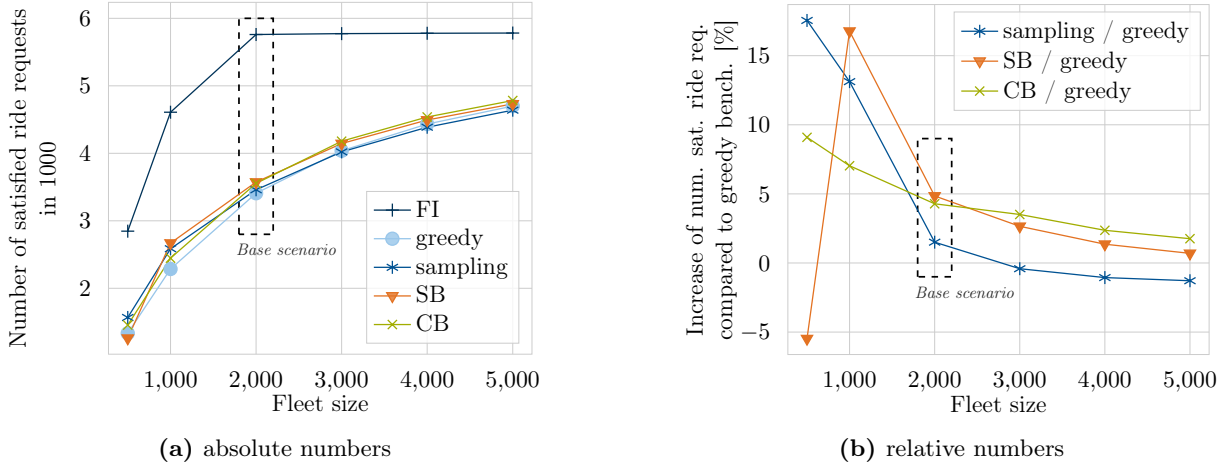 Number of satisfied ride requests
in 1000
6
5
4
3
2
1,000
2,000
3,000
4,000
5,000
Fleet size
FI
greedy
sampling
SB
CB
Base scenario
(a) absolute numbers
Increase of num. sat. ride req.
compared to greedy bench. [%]
15
10
5
0
−5
1,000
2,000
3,000
4,000
5,000
Fleet size
sampling / greedy
SB / greedy
CB / greedy
Base scenario
(b) relative numbers